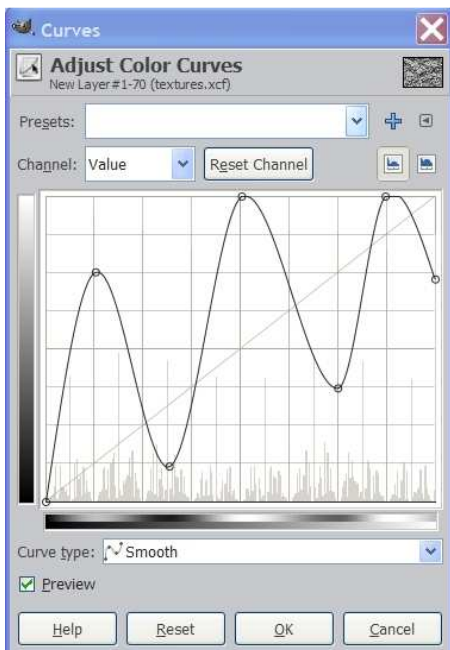 Curves
Adjust Color Curves
New Layer#1-70 (textures.xcf)
Presets:
Channel: Value Reset Channel
Curve type: Smooth
Preview
Help Reset OK Cancel